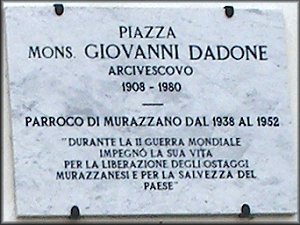 PIAZZA
MONS. GIOVANNI DADONE
ARCIVESCOVO
1908 - 1980
PARROCO DI MURAZZANO DAL 1938 AL 1952
"DURANTE LA II GUERRA MONDIALE
IMPEGNÒ LA SUA VITA
PER LA LIBERAZIONE DEGLI OSTAGGI
MURAZZANESI E PER LA SALVEZZA DEL
PAESE"